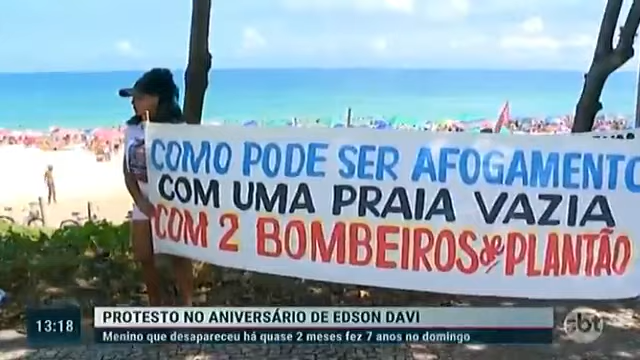 COMO PODE SER AFOGAMENTO
COM UMA PRAIA VAZIA
COM 2 BOMBEIROS de PLANTÃO
13:18
PROTESTO NO ANIVERSÁRIO DE EDSON DAVI
Menino que desapareceu há quase 2 meses fez 7 anos no domingo
sbt